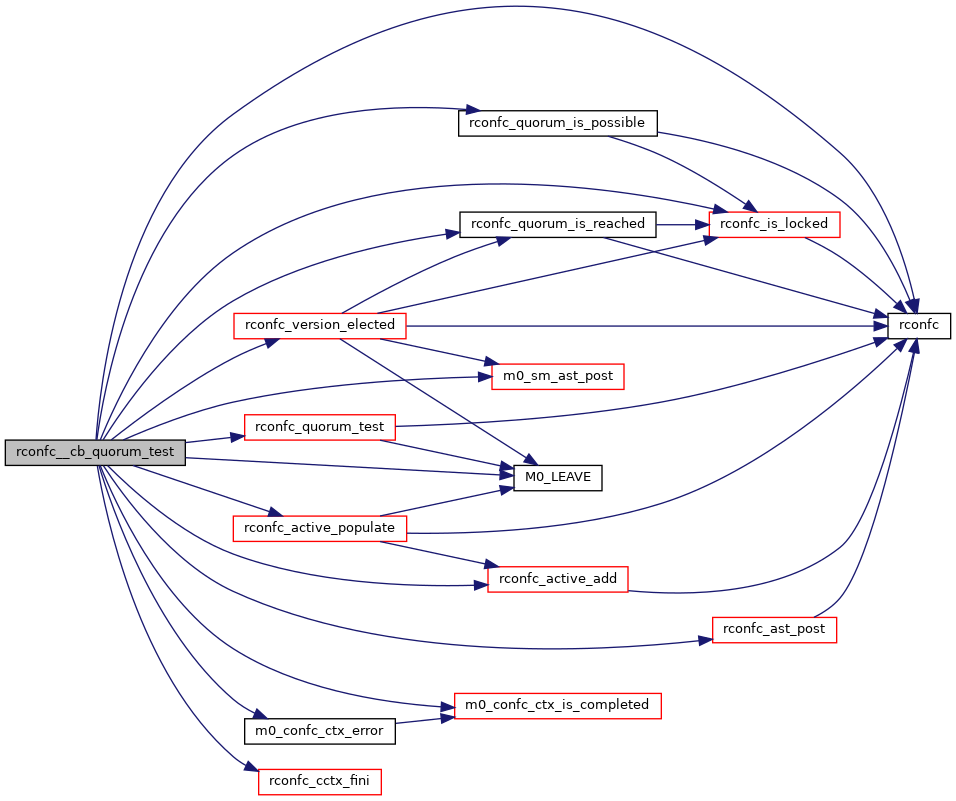 rconfc_quorum_is_possible
rconfc_quorum_is_reached
rconfc_is_locked
rconfc_version_elected
rconfc
m0_sm_ast_post
rconfc_quorum_test
rconfc__cb_quorum_test
M0_LEAVE
rconfc_active_populate
rconfc_active_add
rconfc_ast_post
m0_confc_ctx_is_completed
m0_confc_ctx_error
rconfc_cctx_fini